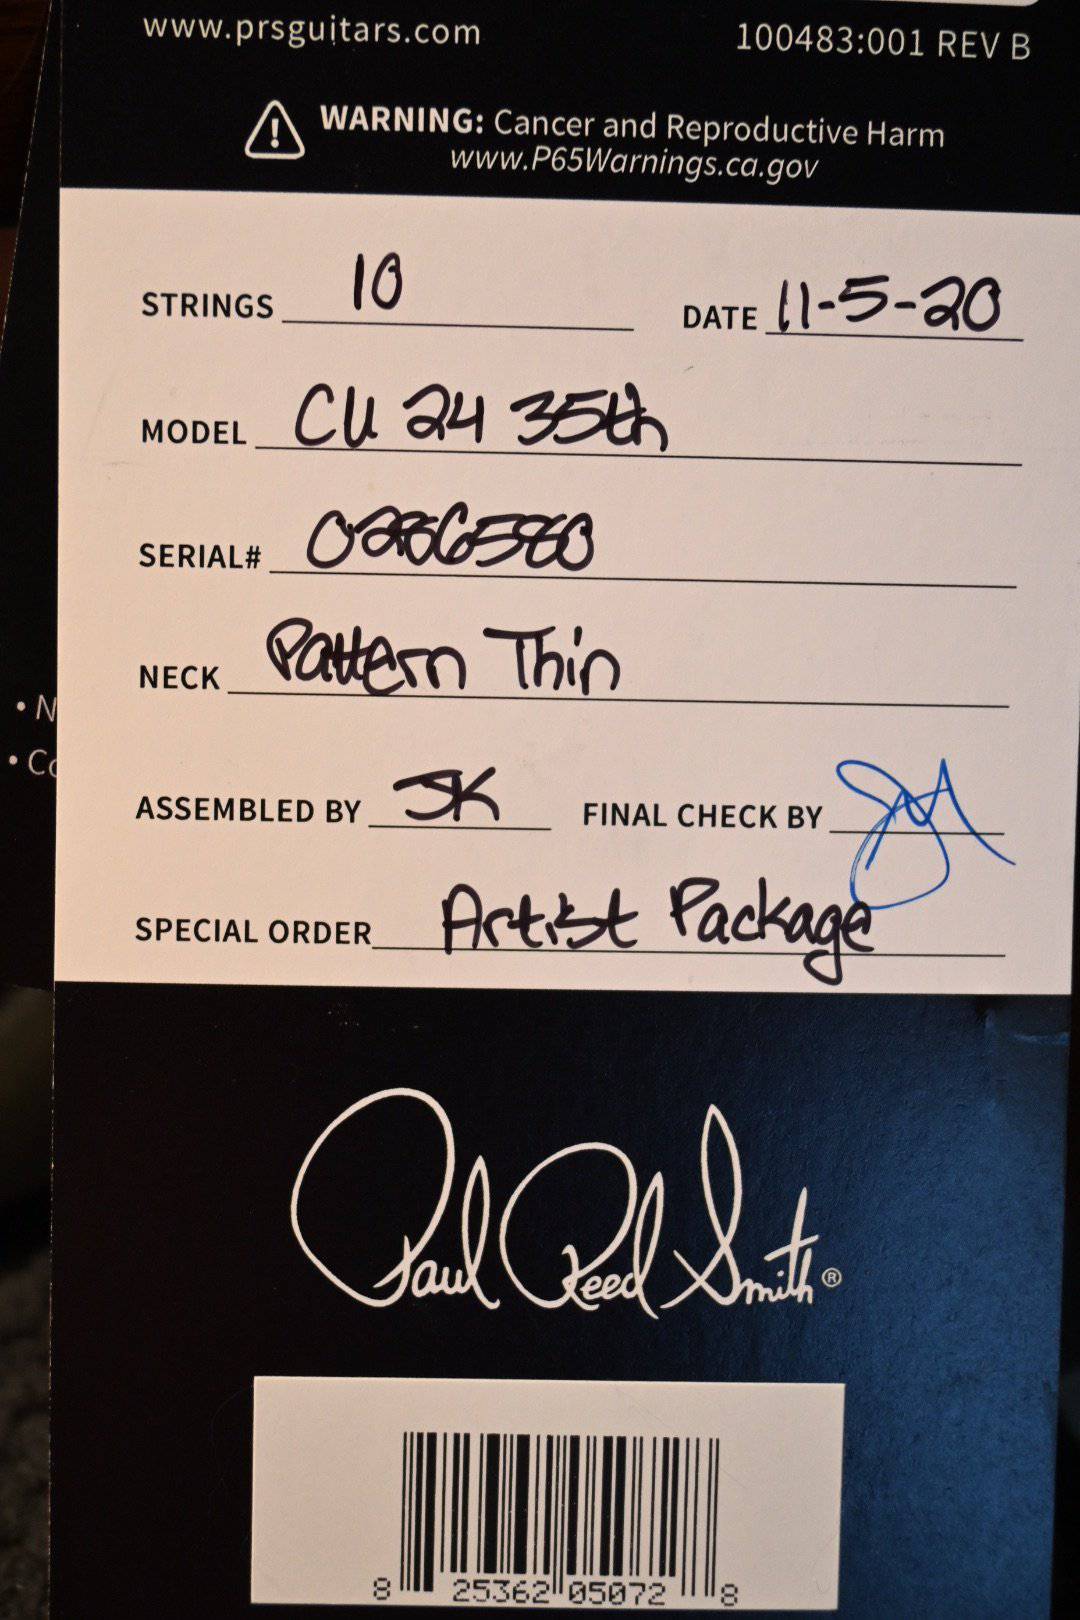 www.prsguitars.com 100483:001 REV B
WARNING: Cancer and Reproductive Harm
www.P65Warnings.ca.gov
STRINGS 10 DATE 11-5-20
MODEL CU 24 35th
SERIAL#
NECK Pattern Thin
ASSEMBLED BY JK FINAL CHECK BY
SPECIAL ORDER Artist Package
Paul Reed Smith®
8 25362 05072 8
• N
• Co